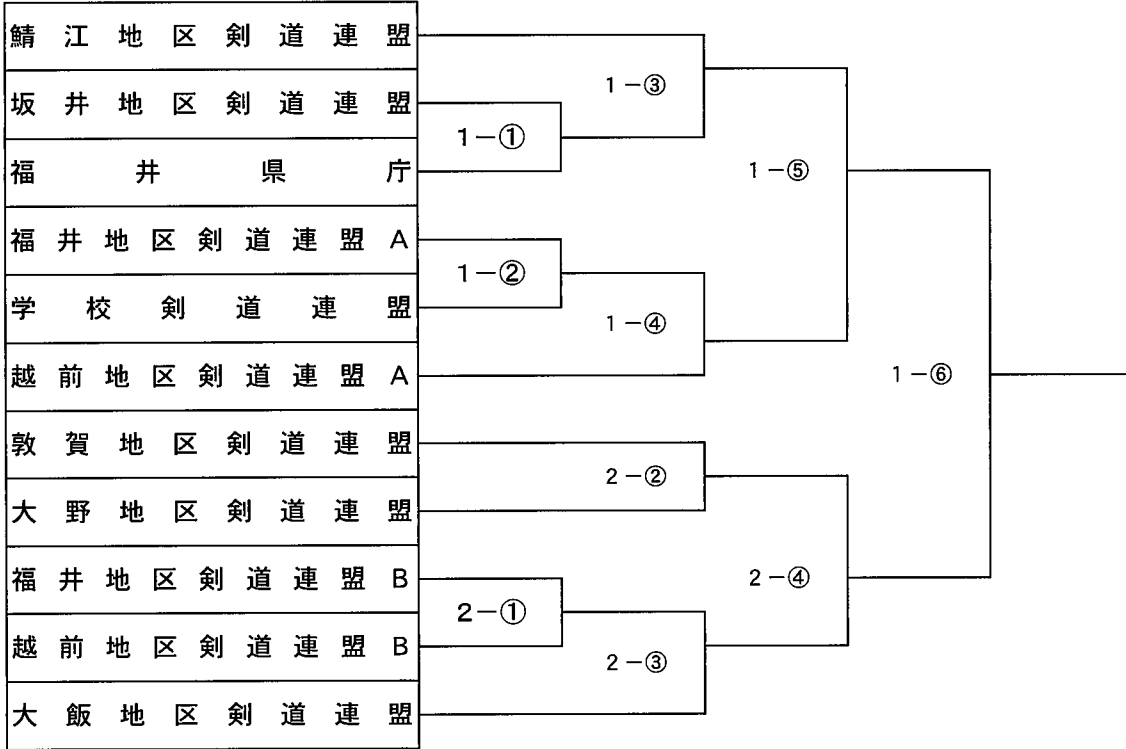 鯖江地区剣道連盟
坂井地区剣道連盟
福井県庁
福井地区剣道連盟A
学校剣道連盟
越前地区剣道連盟A
敦賀地区剣道連盟
大野地区剣道連盟
福井地区剣道連盟B
越前地区剣道連盟B
大飯地区剣道連盟
1-①
1-②
2-①
1-③
1-④
2-②
2-③
1-⑤
2-④
1-⑥